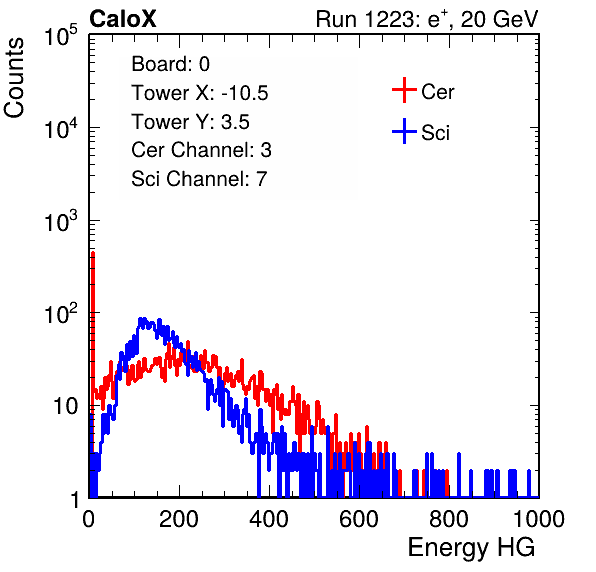 CaloX Run 1223: e⁺, 20 GeV
Counts
Board: 0
Tower X: -10.5
Tower Y: 3.5
Cer Channel: 3
Sci Channel: 7
Cer
Sci
10⁵
10⁴
10³
10²
10
1
0 200 400 600 800 1000
Energy HG